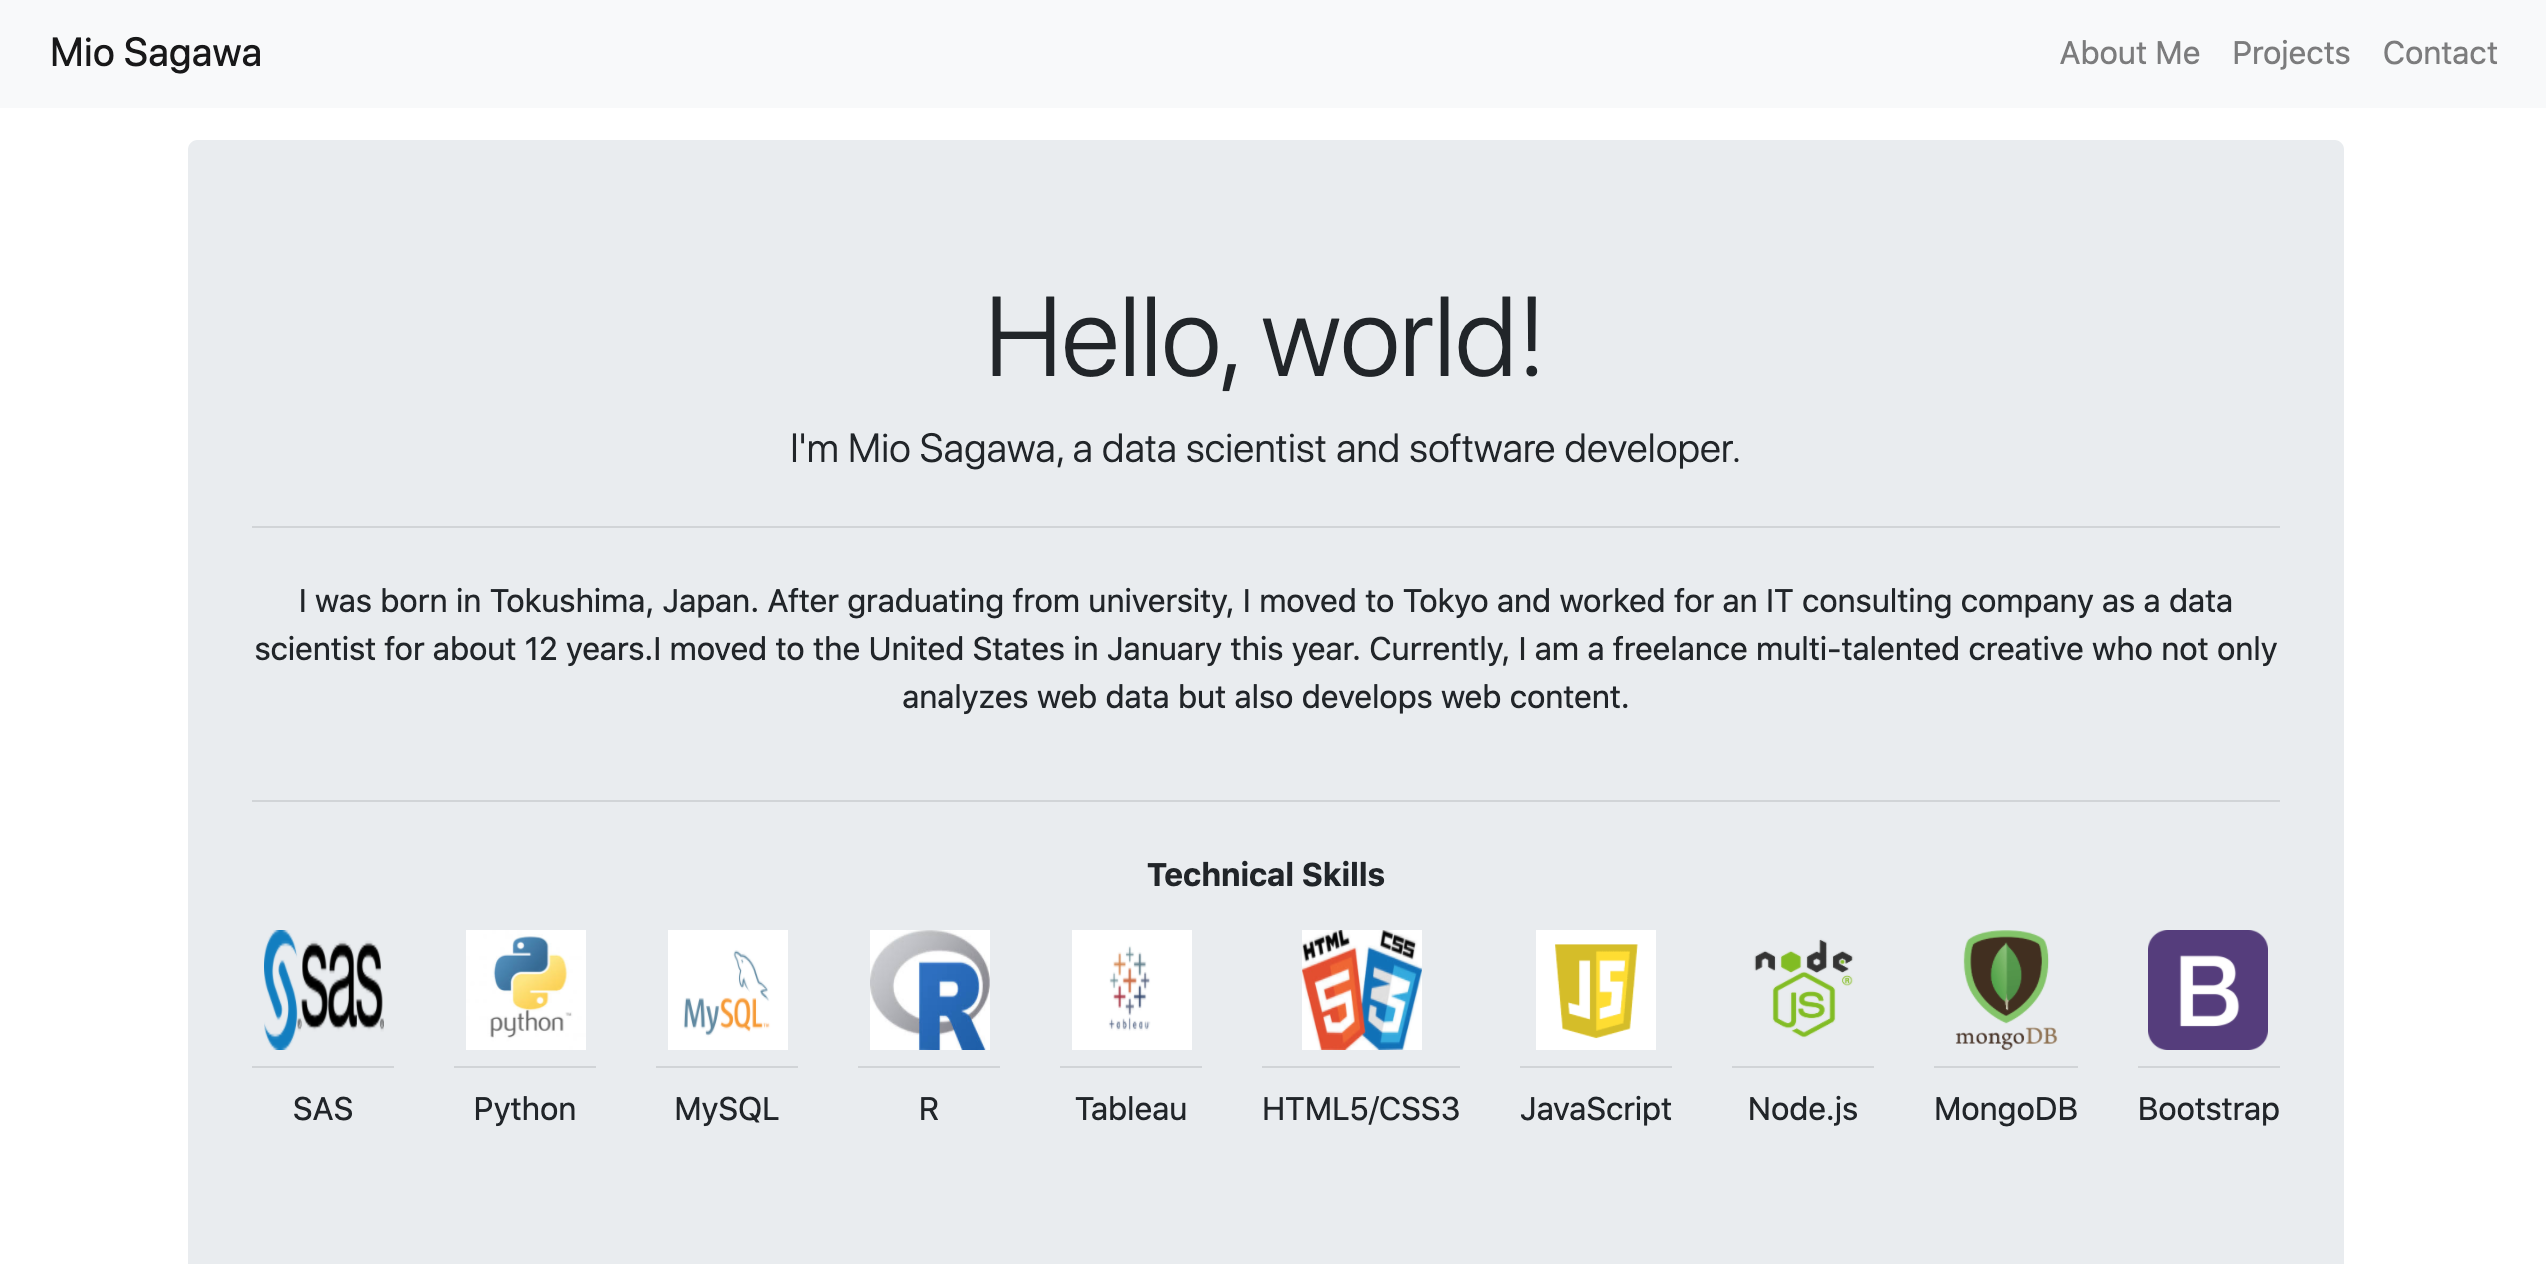 Mio Sagawa
About Me Projects Contact
Hello, world!
I'm Mio Sagawa, a data scientist and software developer.
I was born in Tokushima, Japan. After graduating from university, I moved to Tokyo and worked for an IT consulting company as a data
scientist for about 12 years.I moved to the United States in January this year. Currently, I am a freelance multi-talented creative who not only
analyzes web data but also develops web content.
Technical Skills
sas
python
MySQL
R
tableau
HTML CSS
5 3
JS
node
JS
mongoDB
B
SAS Python MySQL R Tableau HTML5/CSS3 JavaScript Node.js MongoDB Bootstrap